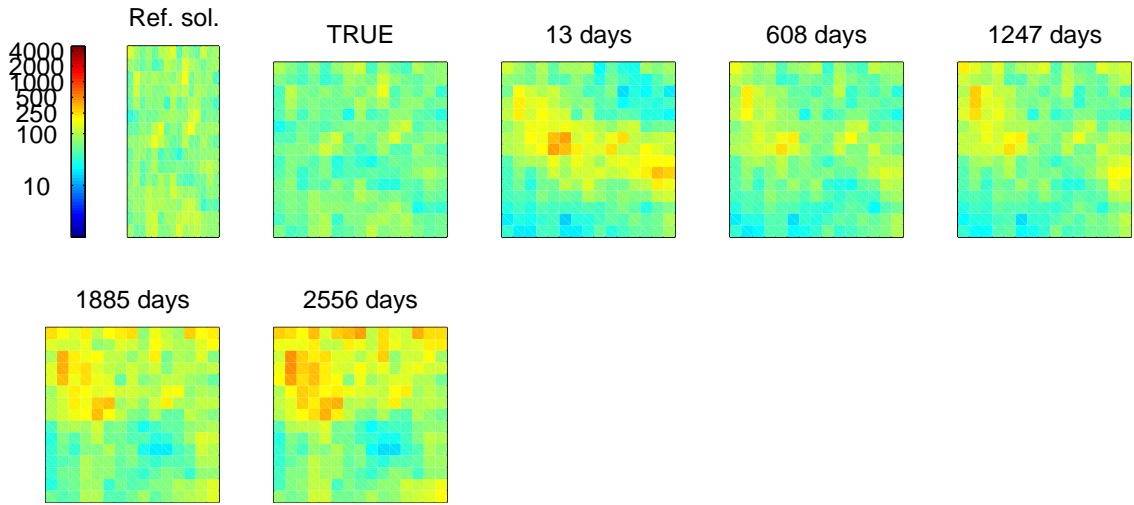 Ref. sol.
TRUE
13 days
608 days
1247 days
4000
2000
1000
500
250
100
10
1885 days
2556 days